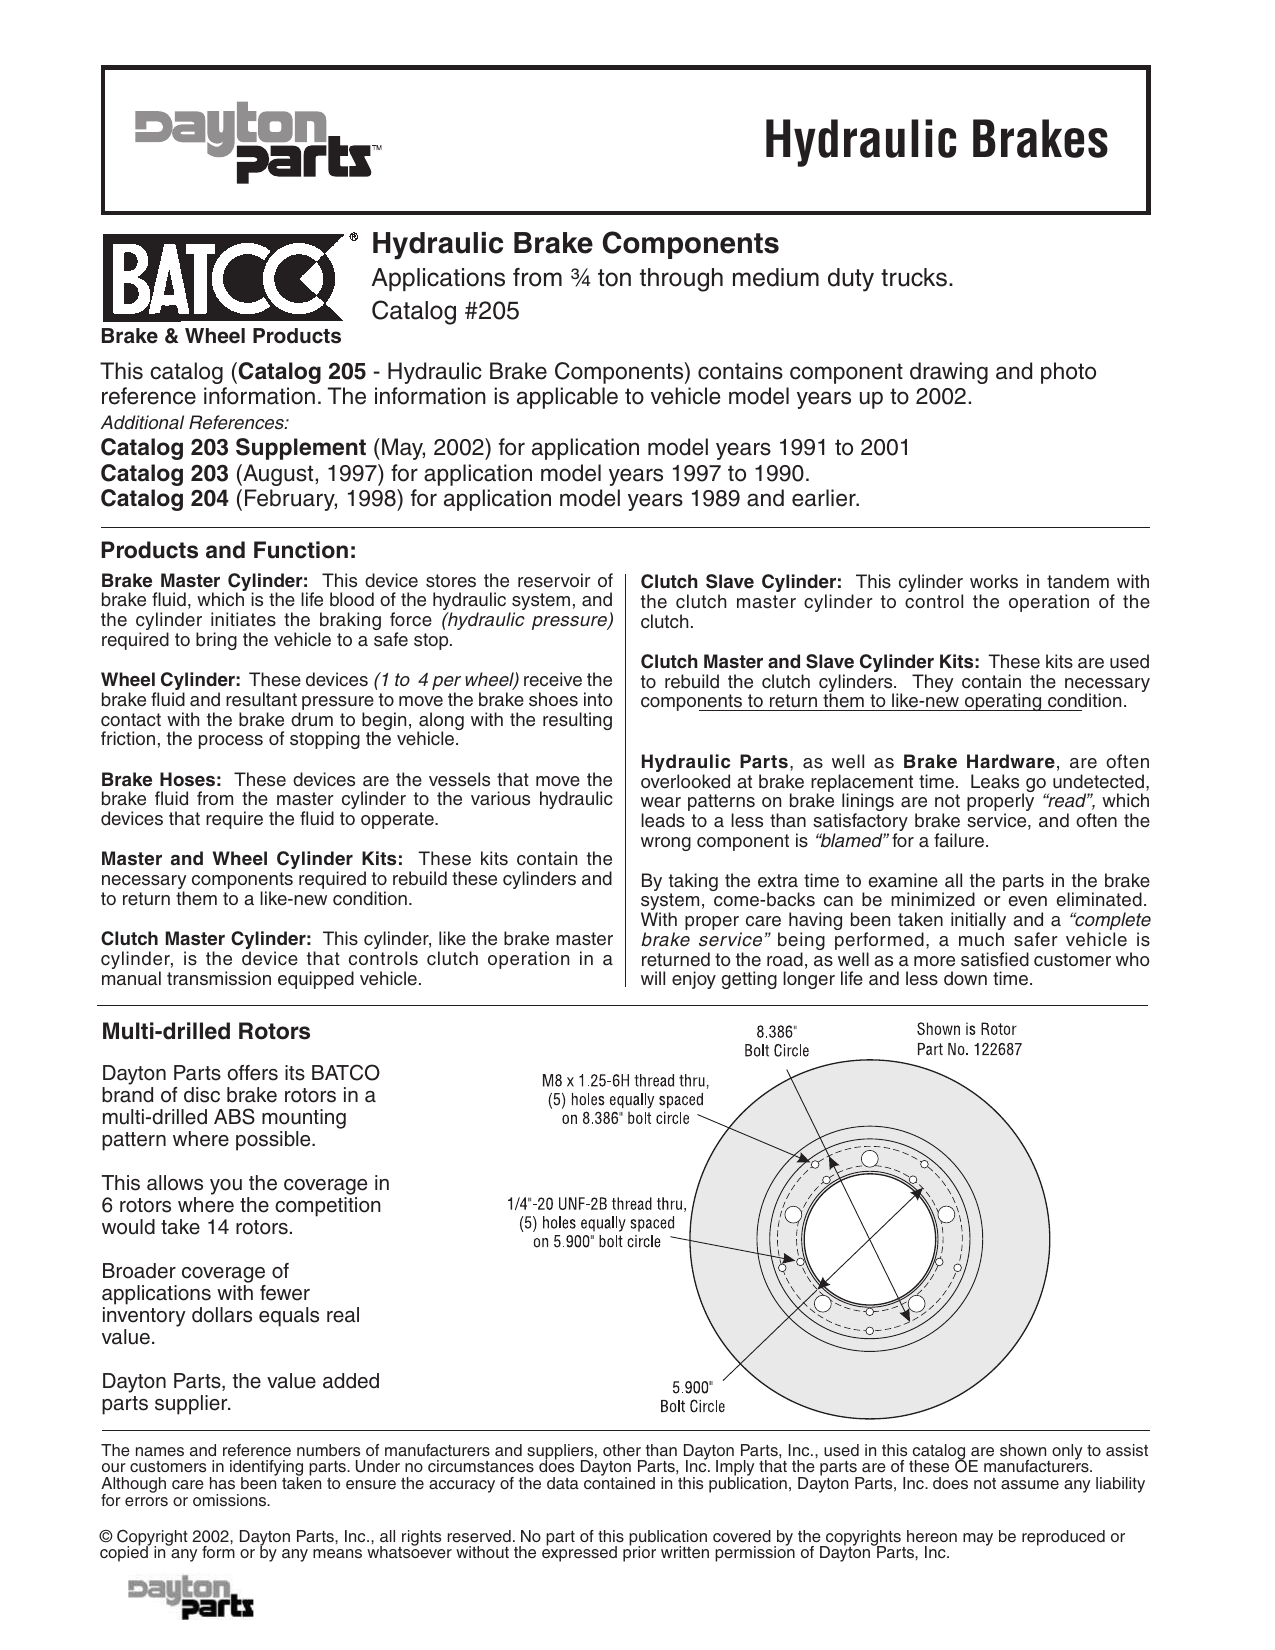 Dayton
parts™
Hydraulic Brakes
BATCO®
Brake & Wheel Products
Hydraulic Brake Components
Applications from ¾ ton through medium duty trucks.
Catalog #205
This catalog (Catalog 205 - Hydraulic Brake Components) contains component drawing and photo
reference information. The information is applicable to vehicle model years up to 2002.
Additional References:
Catalog 203 Supplement (May, 2002) for application model years 1991 to 2001
Catalog 203 (August, 1997) for application model years 1997 to 1990.
Catalog 204 (February, 1998) for application model years 1989 and earlier.
Products and Function:
Brake Master Cylinder: This device stores the reservoir of
brake fluid, which is the life blood of the hydraulic system, and
the cylinder initiates the braking force (hydraulic pressure)
required to bring the vehicle to a safe stop.
Wheel Cylinder: These devices (1 to 4 per wheel) receive the
brake fluid and resultant pressure to move the brake shoes into
contact with the brake drum to begin, along with the resulting
friction, the process of stopping the vehicle.
Brake Hoses: These devices are the vessels that move the
brake fluid from the master cylinder to the various hydraulic
devices that require the fluid to opperate.
Master and Wheel Cylinder Kits: These kits contain the
necessary components required to rebuild these cylinders and
to return them to a like-new condition.
Clutch Master Cylinder: This cylinder, like the brake master
cylinder, is the device that controls clutch operation in a
manual transmission equipped vehicle.
Clutch Slave Cylinder: This cylinder works in tandem with
the clutch master cylinder to control the operation of the
clutch.
Clutch Master and Slave Cylinder Kits: These kits are used
to rebuild the clutch cylinders. They contain the necessary
components to return them to like-new operating condition.
Hydraulic Parts, as well as Brake Hardware, are often
overlooked at brake replacement time. Leaks go undetected,
wear patterns on brake linings are not properly “read”, which
leads to a less than satisfactory brake service, and often the
wrong component is “blamed” for a failure.
By taking the extra time to examine all the parts in the brake
system, come-backs can be minimized or even eliminated.
With proper care having been taken initially and a “complete
brake service” being performed, a much safer vehicle is
returned to the road, as well as a more satisfied customer who
will enjoy getting longer life and less down time.
Multi-drilled Rotors
Dayton Parts offers its BATCO
brand of disc brake rotors in a
multi-drilled ABS mounting
pattern where possible.
This allows you the coverage in
6 rotors where the competition
would take 14 rotors.
Broader coverage of
applications with fewer
inventory dollars equals real
value.
Dayton Parts, the value added
parts supplier.
8.386"
Bolt Circle
Shown is Rotor
Part No. 122687
M8 x 1.25-6H thread thru,
(5) holes equally spaced
on 8.386" bolt circle
1/4"-20 UNF-2B thread thru,
(5) holes equally spaced
on 5.900" bolt circle
5.900"
Bolt Circle
The names and reference numbers of manufacturers and suppliers, other than Dayton Parts, Inc., used in this catalog are shown only to assist
our customers in identifying parts. Under no circumstances does Dayton Parts, Inc. Imply that the parts are of these OE manufacturers.
Although care has been taken to ensure the accuracy of the data contained in this publication, Dayton Parts, Inc. does not assume any liability
for errors or omissions.
© Copyright 2002, Dayton Parts, Inc., all rights reserved. No part of this publication covered by the copyrights hereon may be reproduced or
copied in any form or by any means whatsoever without the expressed prior written permission of Dayton Parts, Inc.
Dayton
parts